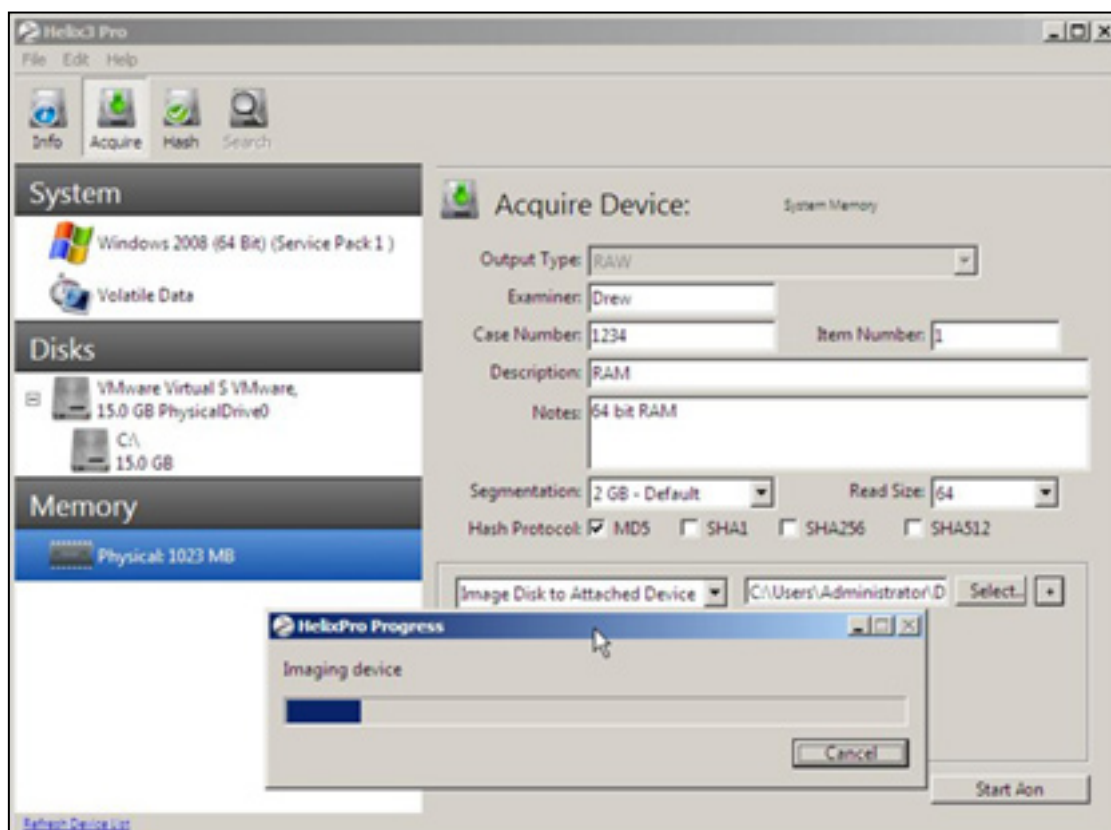 Helix3 Pro
File Edit Help
Info Acquire Hash Search
System
Windows 2008 (64 Bit) (Service Pack 1 )
Volatile Data
Disks
VMware Virtual S VMware,
15.0 GB PhysicalDrive0
C:\
15.0 GB
Memory
Physical: 1023 MB
Refresh Device List
Acquire Device: System Memory
Output Type: RAW
Examiner: Drew
Case Number: 1234 Item Number: 1
Description: RAM
Notes: 64 bit RAM
Segmentation: 2 GB - Default Read Size: 64
Hash Protocol: MD5 SHA1 SHA256 SHA512
Image Disk to Attached Device C:\Users\Administrator\D Select... +
HelixPro Progress
Imaging device
Cancel
Start